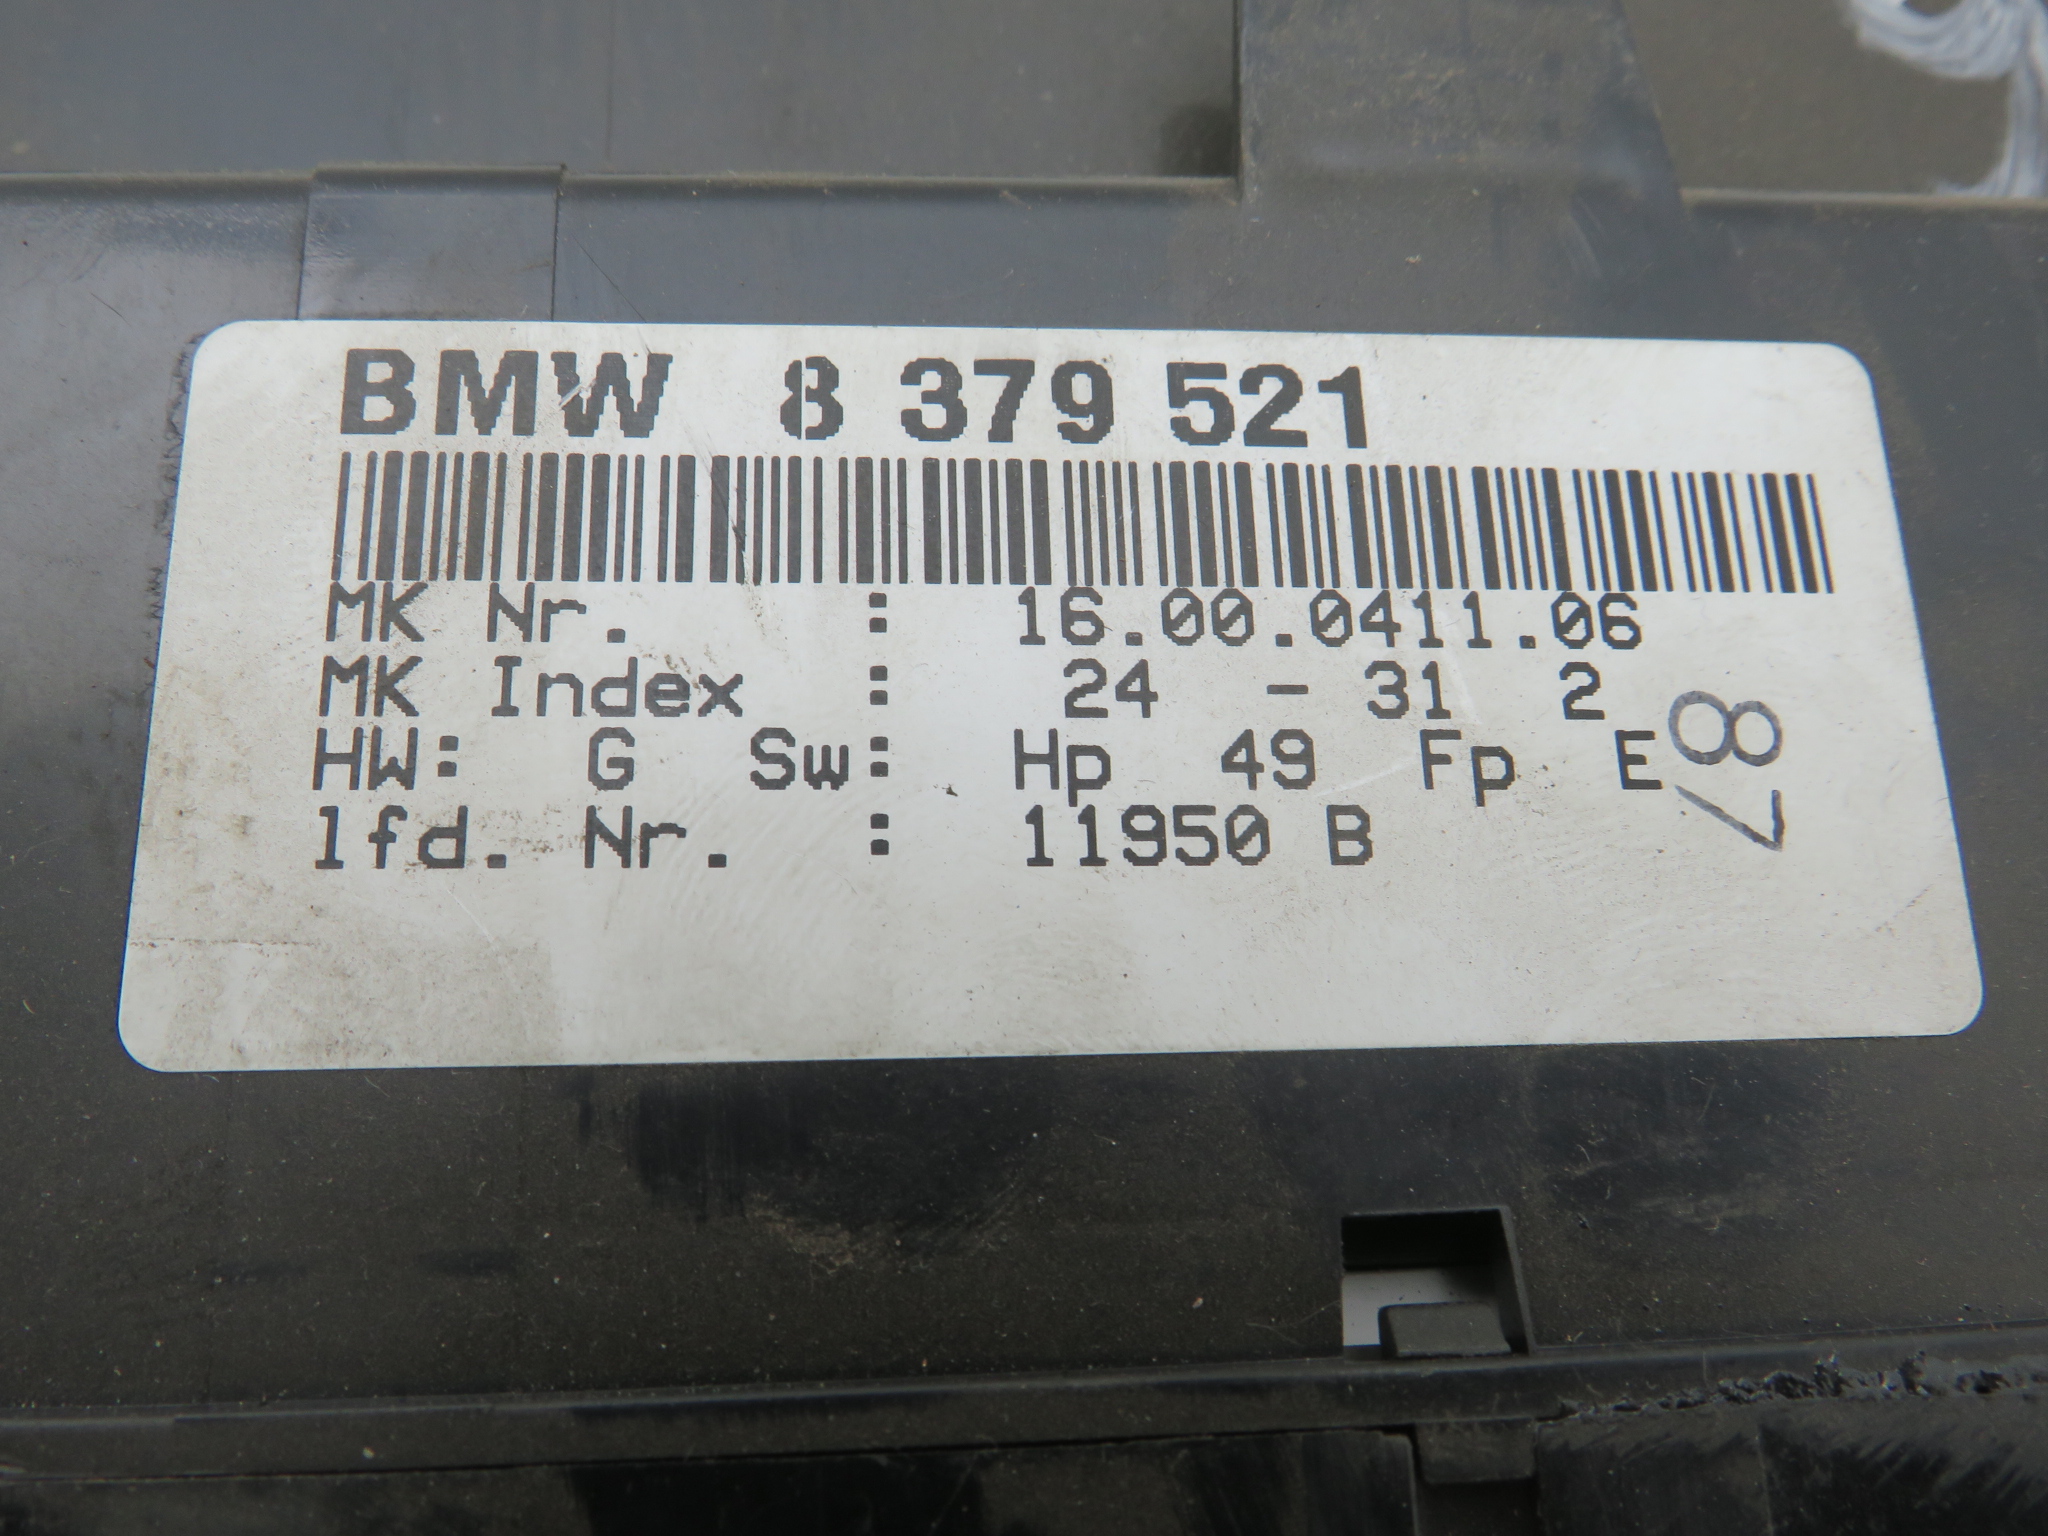 BMW 8 379 521
MK Nr. : 16.00.0411.06
MK Index : 24 - 31 2
HW: G Sw: Hp 49 Fp E
lfd. Nr. : 11950 B
87